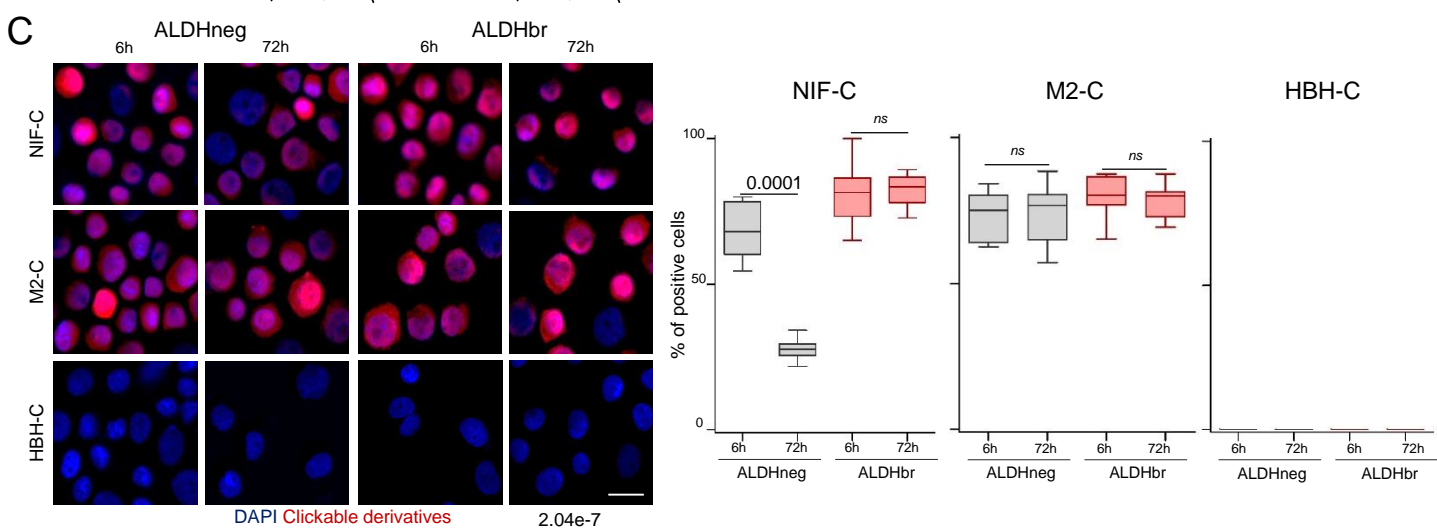 C
ALDHneg ALDHbr
6h 72h 6h 72h
NIF-C
M2-C
HBH-C
DAPI Clickable derivatives
2.04e-7
NIF-C M2-C HBH-C
% of positive cells
100
50
0
0.0001
ns
ns
ns
6h 72h 6h 72h
ALDHneg ALDHbr
6h 72h 6h 72h
ALDHneg ALDHbr
6h 72h 6h 72h
ALDHneg ALDHbr